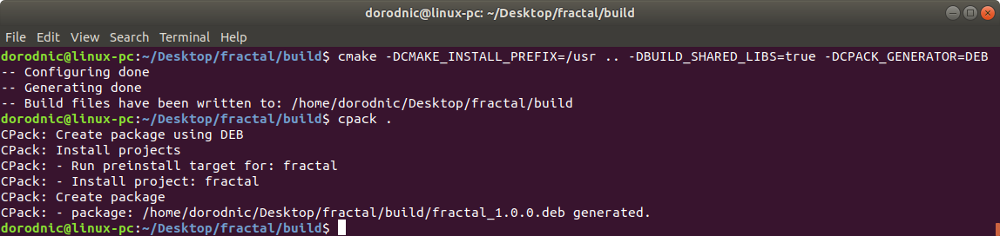 dorodnic@linux-pc: ~/Desktop/fractal/build
File Edit View Search Terminal Help
dorodnic@linux-pc:~/Desktop/fractal/build$ cmake -DCMAKE_INSTALL_PREFIX=/usr .. -DBUILD_SHARED_LIBS=true -DCPACK_GENERATOR=DEB
-- Configuring done
-- Generating done
-- Build files have been written to: /home/dorodnic/Desktop/fractal/build
dorodnic@linux-pc:~/Desktop/fractal/build$ cpack .
CPack: Create package using DEB
CPack: Install projects
CPack: - Run preinstall target for: fractal
CPack: - Install project: fractal
CPack: Create package
CPack: - package: /home/dorodnic/Desktop/fractal/build/fractal_1.0.0.deb generated.
dorodnic@linux-pc:~/Desktop/fractal/build$